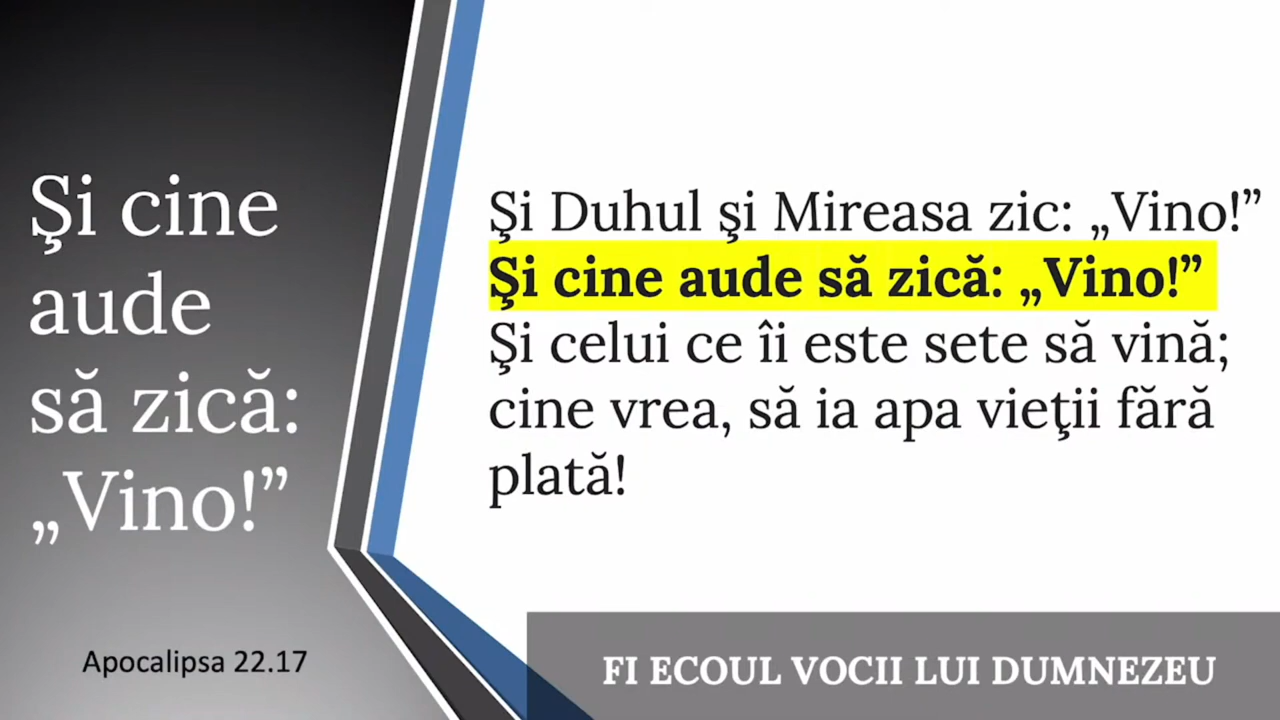 Şi cine
aude
să zică:
„Vino!”
Apocalipsa 22.17
Şi Duhul şi Mireasa zic: „Vino!”
Şi cine aude să zică: „Vino!”
Şi celui ce îi este sete să vină;
cine vrea, să ia apa vieţii fără
plată!
FI ECOUL VOCII LUI DUMNEZEU